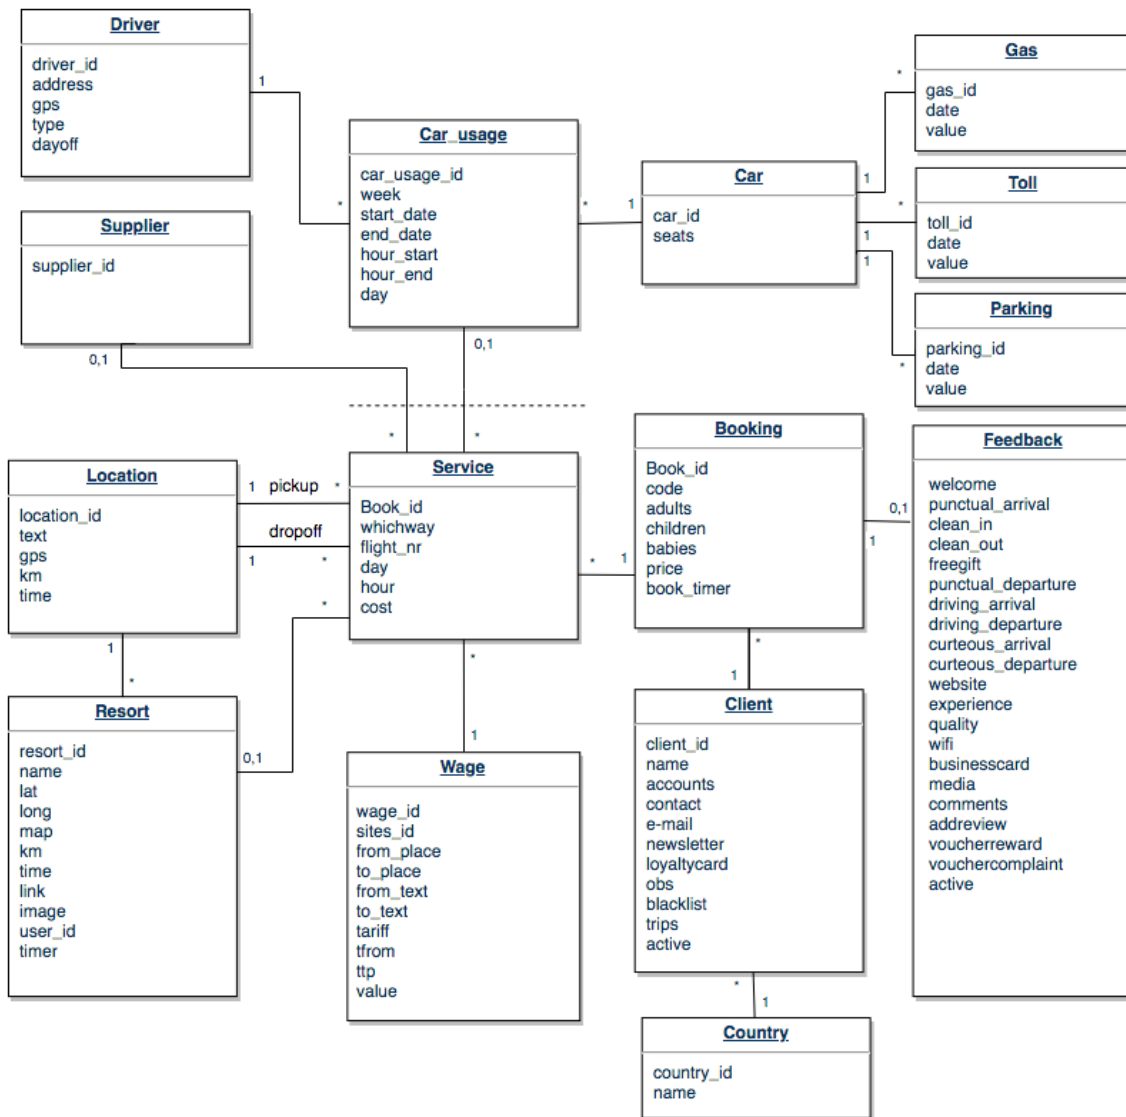 Driver
driver_id
address
gps
type
dayoff
1
*
Supplier
supplier_id
0,1
*
Car_usage
car_usage_id
week
start_date
end_date
hour_start
hour_end
day
*
1
0,1
*
Car
car_id
seats
1
*
1
*
1
*
Gas
gas_id
date
value
Toll
toll_id
date
value
Parking
parking_id
date
value
Location
location_id
text
gps
km
time
1 pickup *
dropoff
1 *
1
*
Service
Book_id
whichway
flight_nr
day
hour
cost
*
*
1
*
1
Booking
Book_id
code
adults
children
babies
price
book_timer
0,1
1
*
1
Feedback
welcome
punctual_arrival
clean_in
clean_out
freegift
punctual_departure
driving_arrival
driving_departure
curteous_arrival
curteous_departure
website
experience
quality
wifi
businesscard
media
comments
addreview
voucherreward
vouchercomplaint
active
Resort
resort_id
name
lat
long
map
km
time
link
image
user_id
timer
0,1
Wage
wage_id
sites_id
from_place
to_place
from_text
to_text
tariff
tfrom
ttp
value
Client
client_id
name
accounts
contact
e-mail
newsletter
loyaltycard
obs
blacklist
trips
active
*
1
Country
country_id
name